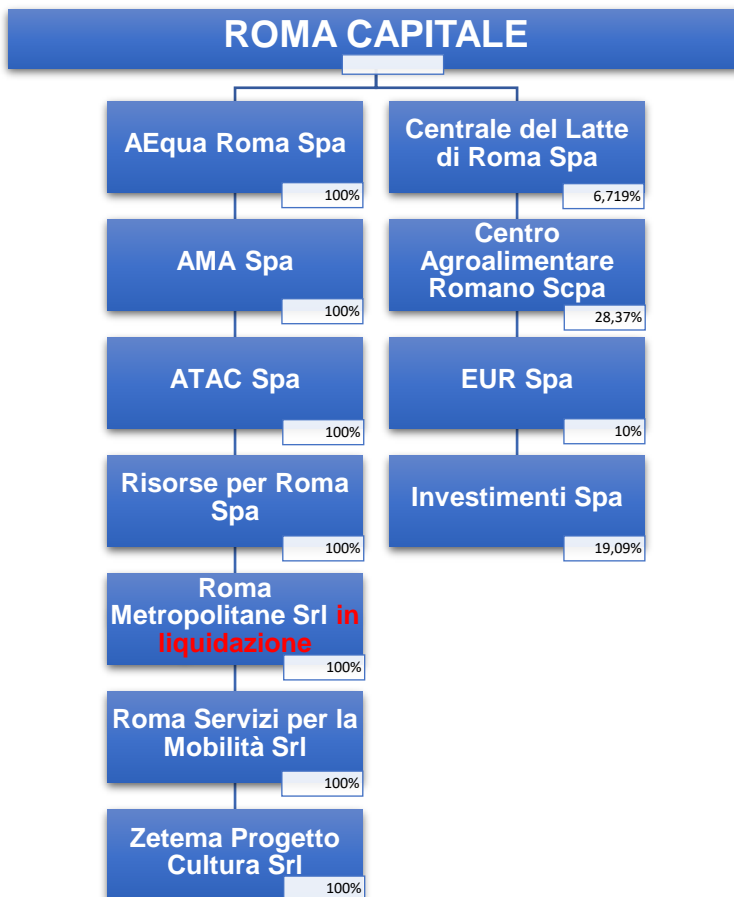 ROMA CAPITALE
AEqua Roma Spa
100%
AMA Spa
100%
ATAC Spa
100%
Risorse per Roma
Spa
100%
Roma
Metropolitane Srl in
liquidazione
100%
Roma Servizi per la
Mobilità Srl
100%
Zetema Progetto
Cultura Srl
100%
Centrale del Latte
di Roma Spa
6,719%
Centro
Agroalimentare
Romano Scpa
28,37%
EUR Spa
10%
Investimenti Spa
19,09%